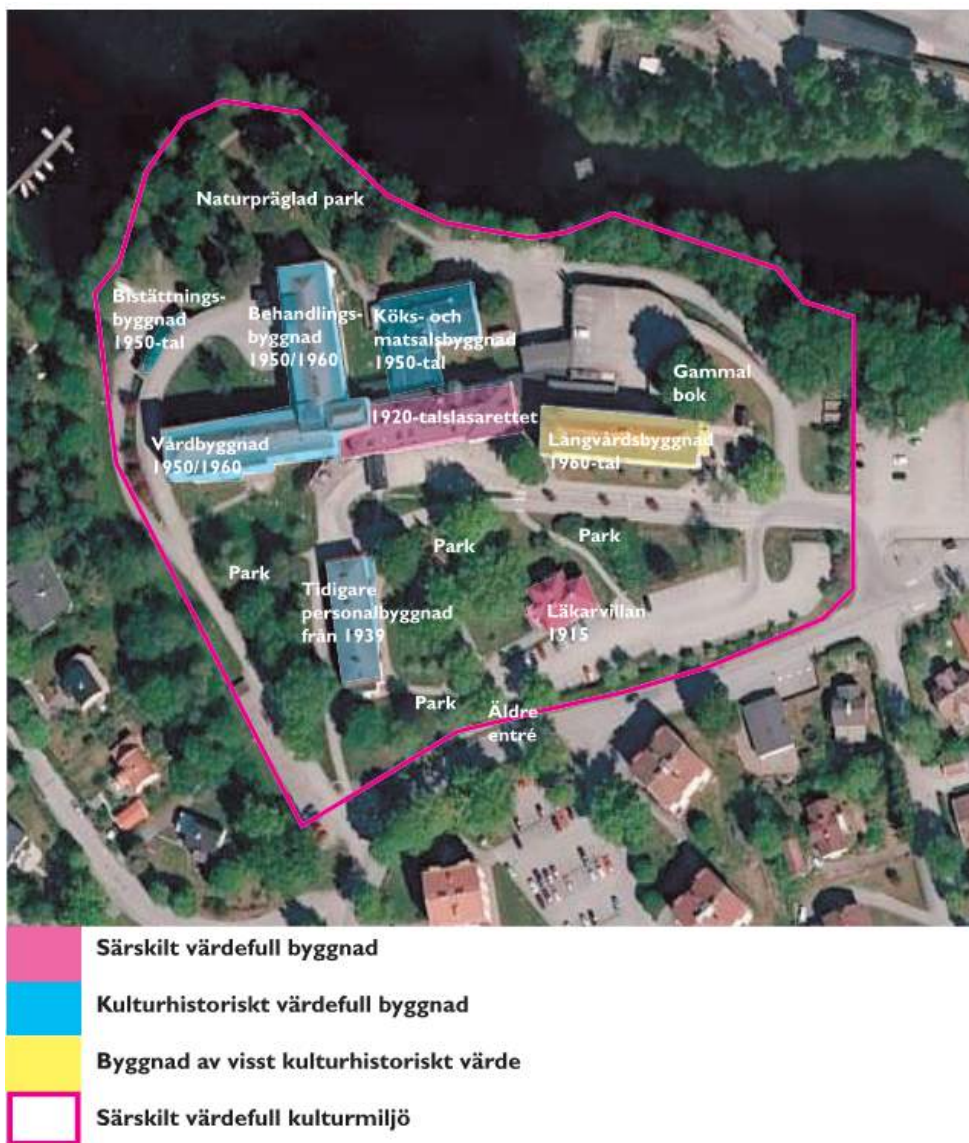 Naturpräglad park
Bistättnings-
byggnad
1950-tal
Behandlings-
byggnad
1950/1960
Köks- och
matsalsbyggnad
1950-tal
Gammal
bok
1920-talslasarettet
Vårdbyggnad
1950/1960
Långvårdsbyggnad
1960-tal
Park
Park
Park
Tidigare
personalbyggnad
från 1939
Läkarvillan
1915
Park
Äldre
entré
Särskilt värdefull byggnad
Kulturhistoriskt värdefull byggnad
Byggnad av visst kulturhistoriskt värde
Särskilt värdefull kulturmiljö